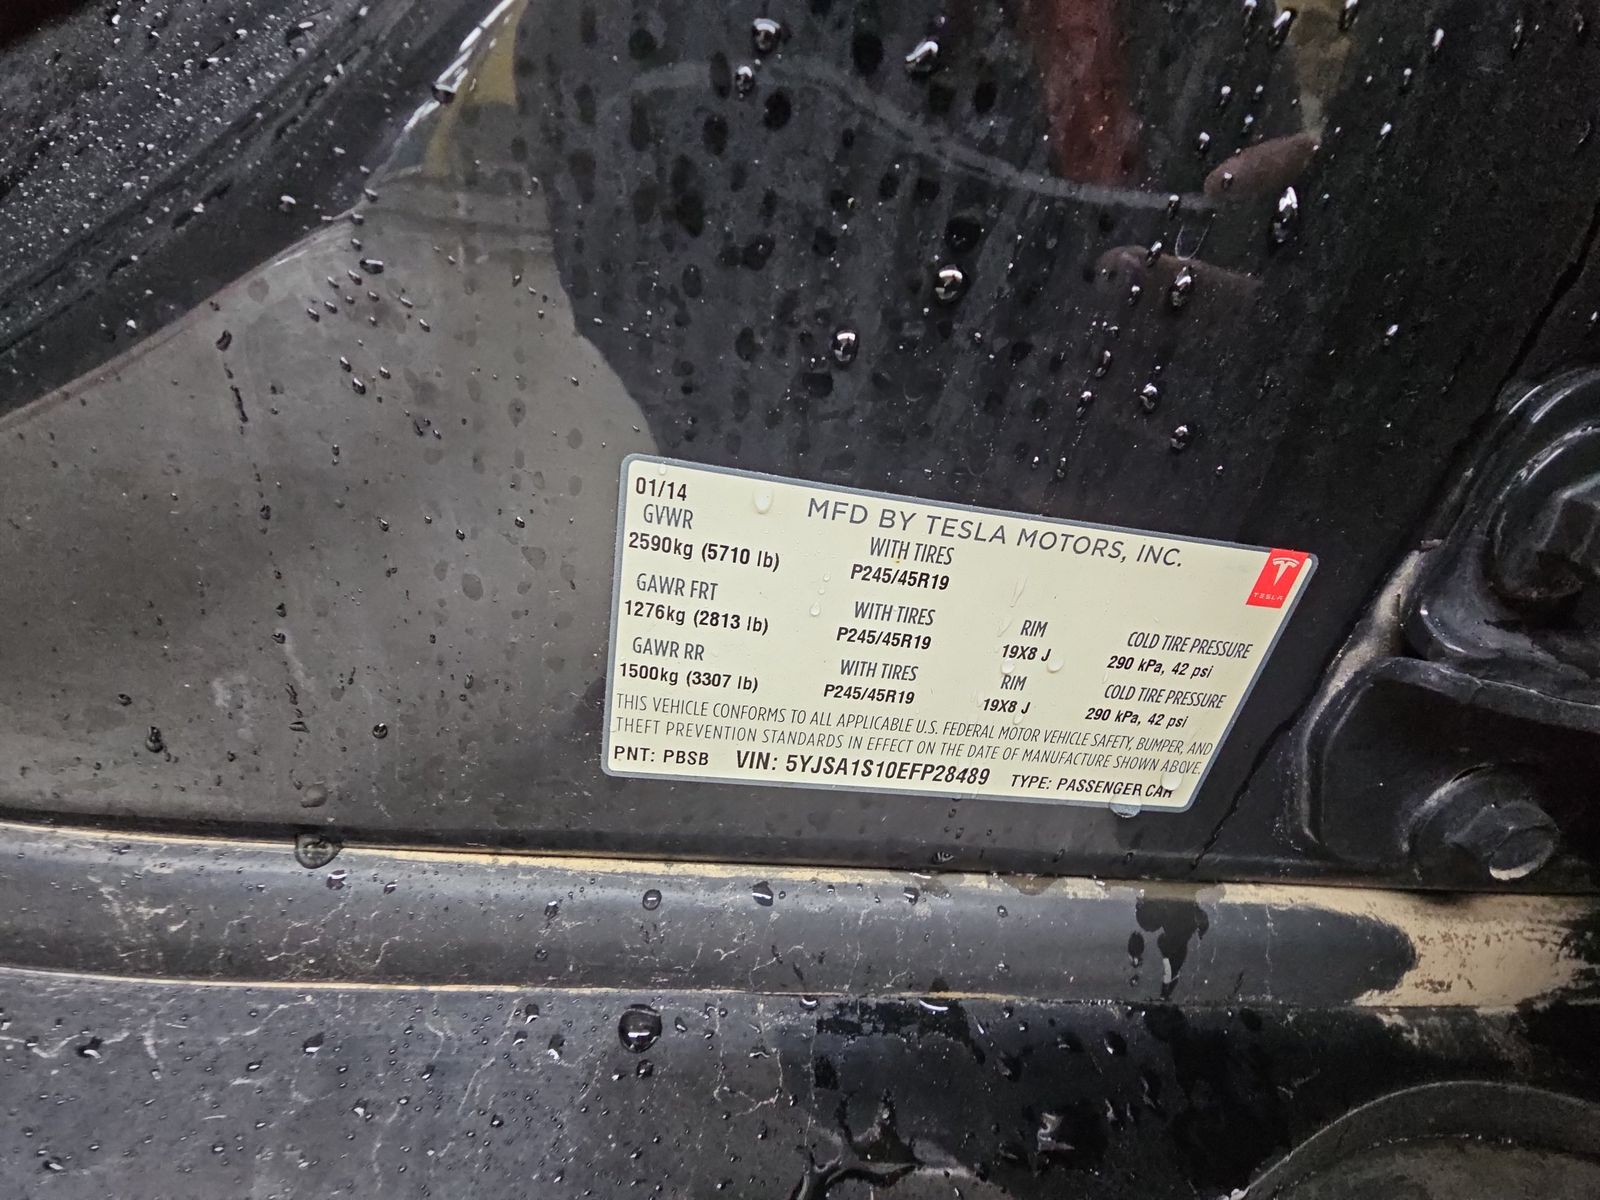 01/14
MFD BY TESLA MOTORS, INC.
GVWR WITH TIRES
2590kg (5710 lb) P245/45R19
TESLA
GAWR FRT WITH TIRES RIM COLD TIRE PRESSURE
1276kg (2813 lb) P245/45R19 19X8 J 290 kPa, 42 psi
GAWR RR WITH TIRES RIM COLD TIRE PRESSURE
1500kg (3307 lb) P245/45R19 19X8 J 290 kPa, 42 psi
THIS VEHICLE CONFORMS TO ALL APPLICABLE U.S. FEDERAL MOTOR VEHICLE SAFETY, BUMPER, AND
THEFT PREVENTION STANDARDS IN EFFECT ON THE DATE OF MANUFACTURE SHOWN ABOVE.
PNT: PBSB VIN: 5YJSA1S10EFP28489 TYPE: PASSENGER CAR